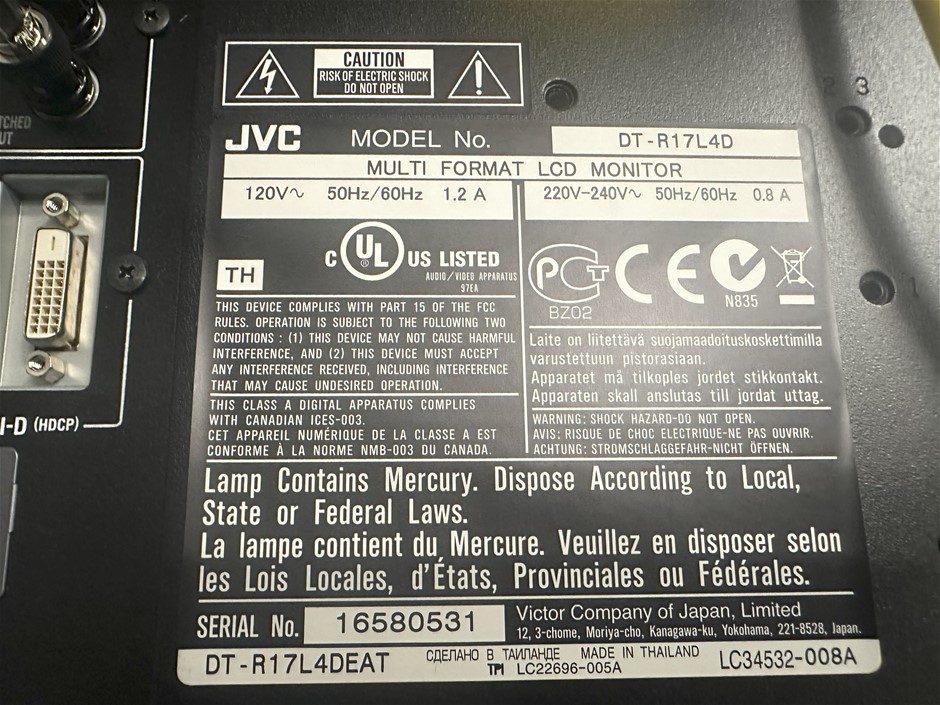 CAUTION
RISK OF ELECTRIC SHOCK
DO NOT OPEN
2 3
JVC MODEL No. DT-R17L4D
MULTI FORMAT LCD MONITOR
120V∿ 50Hz/60Hz 1.2 A
220V-240V∿ 50Hz/60Hz 0.8 A
TH
C UL ® US LISTED
AUDIO/VIDEO APPARATUS
97EA
THIS DEVICE COMPLIES WITH PART 15 OF THE FCC
RULES. OPERATION IS SUBJECT TO THE FOLLOWING TWO
CONDITIONS : (1) THIS DEVICE MAY NOT CAUSE HARMFUL
INTERFERENCE, AND (2) THIS DEVICE MUST ACCEPT
ANY INTERFERENCE RECEIVED, INCLUDING INTERFERENCE
THAT MAY CAUSE UNDESIRED OPERATION.
THIS CLASS A DIGITAL APPARATUS COMPLIES
WITH CANADIAN ICES-003.
CET APPAREIL NUMÉRIQUE DE LA CLASSE A EST
CONFORME À LA NORME NMB-003 DU CANADA.
РСТ CE
BZ02
N835
1
Laite on liitettävä suojamaadoituskoskettimilla
varustettuun pistorasiaan.
Apparatet må tilkoples jordet stikkontakt.
Apparaten skall anslutas till jordat uttag.
WARNING: SHOCK HAZARD-DO NOT OPEN.
AVIS: RISQUE DE CHOC ELECTRIQUE-NE PAS OUVRIR.
ACHTUNG: STROMSCHLAGGEFAHR-NICHT ÖFFNEN.
Lamp Contains Mercury. Dispose According to Local,
State or Federal Laws.
La lampe contient du Mercure. Veuillez en disposer selon
les Lois Locales, d'États, Provinciales ou Fédérales.
SERIAL No. 16580531
Victor Company of Japan, Limited
12, 3-chome, Moriya-cho, Kanagawa-ku, Yokohama, 221-8528, Japan.
DT-R17L4DEAT
СДЕЛАНО В ТАИЛАНДЕ MADE IN THAILAND
TPI LC22696-005A
LC34532-008A
TCHED
UT
I-D (HDCP)